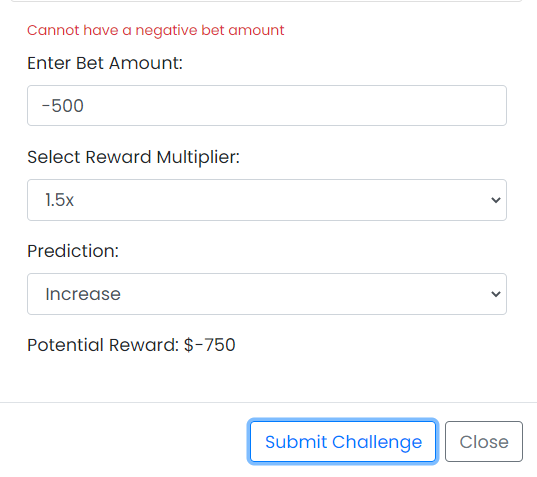 Cannot have a negative bet amount
Enter Bet Amount:
-500
Select Reward Multiplier:
1.5x
Prediction:
Increase
Potential Reward: $-750
Submit Challenge Close